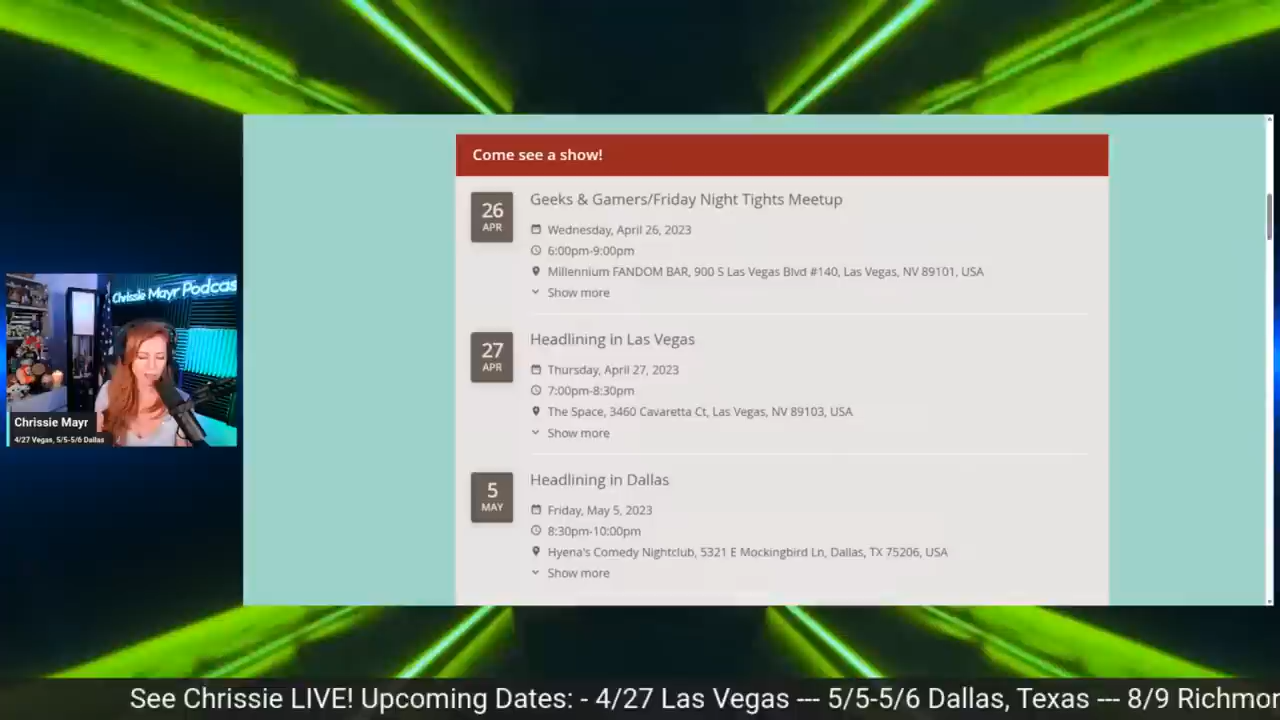 Come see a show!
26
APR
Geeks & Gamers/Friday Night Tights Meetup
Wednesday, April 26, 2023
6:00pm-9:00pm
Millennium FANDOM BAR, 900 S Las Vegas Blvd #140, Las Vegas, NV 89101, USA
Show more
27
APR
Headlining in Las Vegas
Thursday, April 27, 2023
7:00pm-8:30pm
The Space, 3460 Cavaretta Ct, Las Vegas, NV 89103, USA
Show more
5
MAY
Headlining in Dallas
Friday, May 5, 2023
8:30pm-10:00pm
Hyena's Comedy Nightclub, 5321 E Mockingbird Ln, Dallas, TX 75206, USA
Show more
Chrissie Mayr Podcas
Chrissie Mayr
4/27 Vegas, 5/5-5/6 Dallas
See Chrissie LIVE! Upcoming Dates: - 4/27 Las Vegas --- 5/5-5/6 Dallas, Texas --- 8/9 Richmon